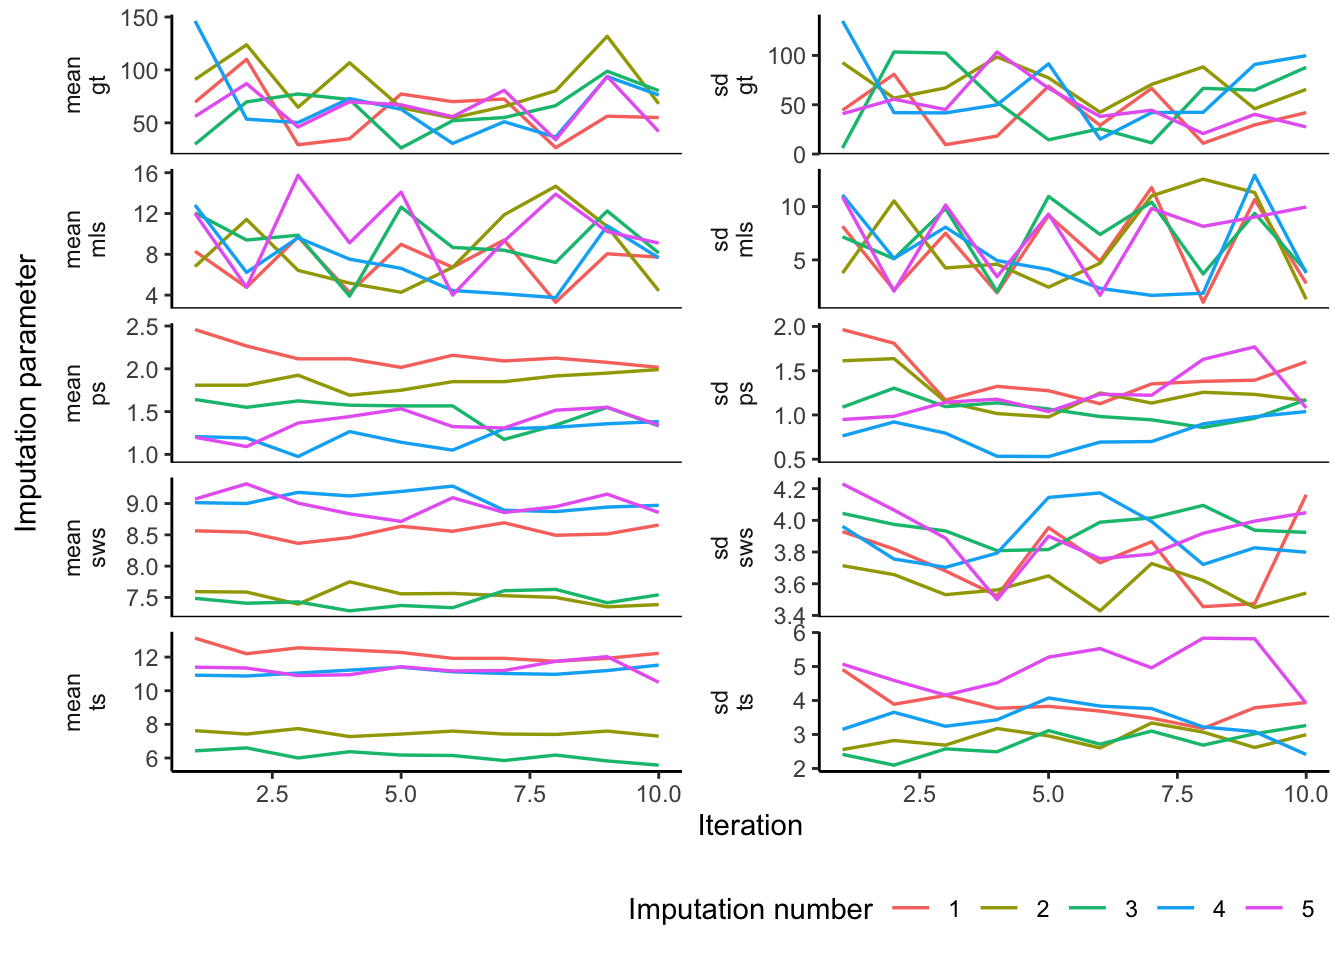 Imputation parameter
mean
gt
150
100
50
sd
gt
100
50
0
mean
mls
16
12
8
4
sd
mls
10
5
mean
ps
2.5
2.0
1.5
1.0
sd
ps
2.0
1.5
1.0
0.5
mean
sws
9.0
8.5
8.0
7.5
sd
sws
4.2
4.0
3.8
3.6
3.4
mean
ts
12
10
8
6
sd
ts
6
5
4
3
2
2.5 5.0 7.5 10.0
2.5 5.0 7.5 10.0
Iteration
Imputation number 1 2 3 4 5